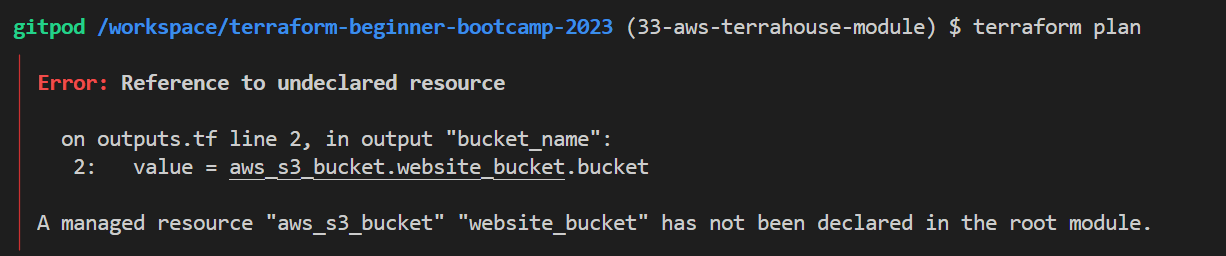 gitpod /workspace/terraform-beginner-bootcamp-2023 (33-aws-terrahouse-module) $ terraform plan
Error: Reference to undeclared resource
on outputs.tf line 2, in output "bucket_name":
2: value = aws_s3_bucket.website_bucket.bucket
A managed resource "aws_s3_bucket" "website_bucket" has not been declared in the root module.